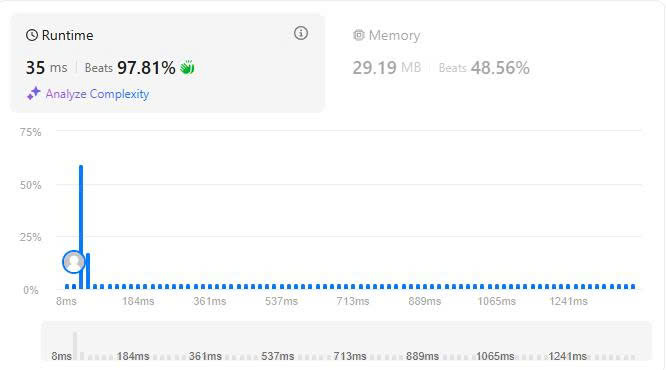 Runtime
35 ms Beats 97.81%
Analyze Complexity
Memory
29.19 MB Beats 48.56%
75%
50%
25%
0%
8ms 184ms 361ms 537ms 713ms 889ms 1065ms 1241ms
8ms 184ms 361ms 537ms 713ms 889ms 1065ms 1241ms